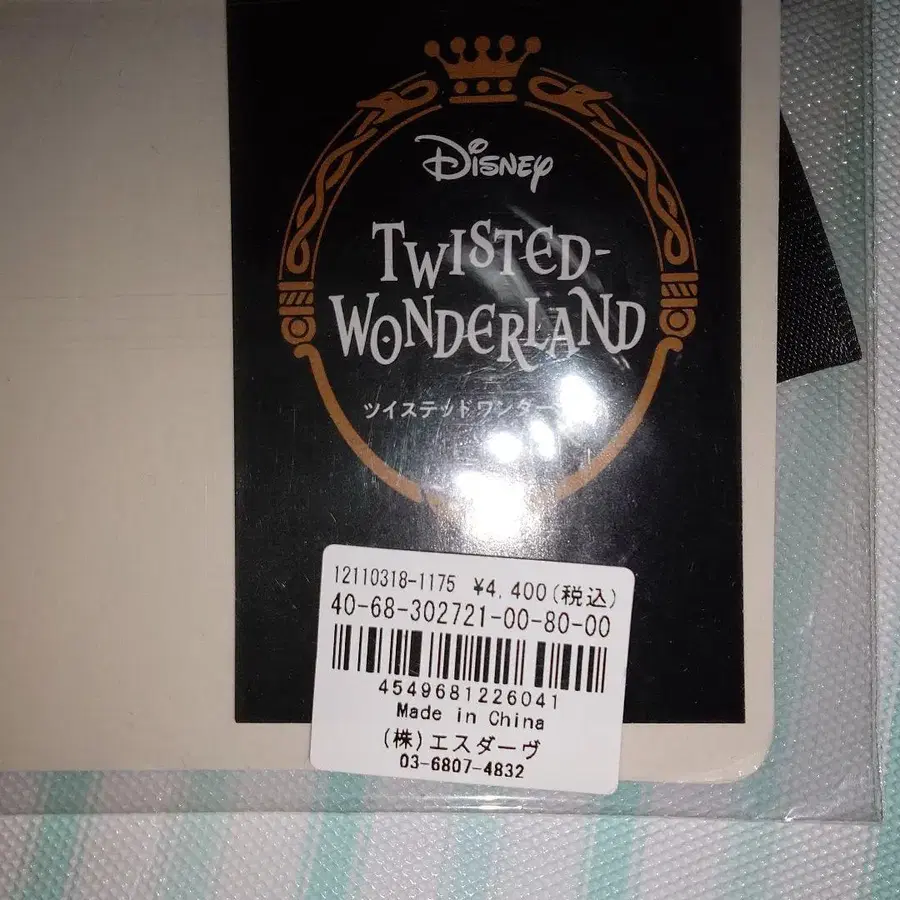 Disney
TWISTED-
WONDERLAND
ツイステッドワンダー
12110318-1175 ¥4,400(税込)
40-68-302721-00-80-00
4549681226041
Made in China
(株)エスダーヴ
03-6807-4832